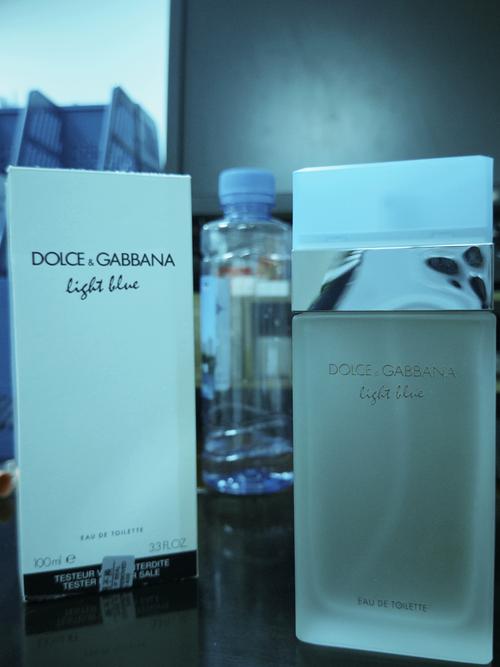 DOLCE & GABBANA
light blue
EAU DE TOILETTE
100ml e 3.3 FL.OZ.
TESTEUR
TESTER SALE
DOLCE & GABBANA
light blue
EAU DE TOILETTE